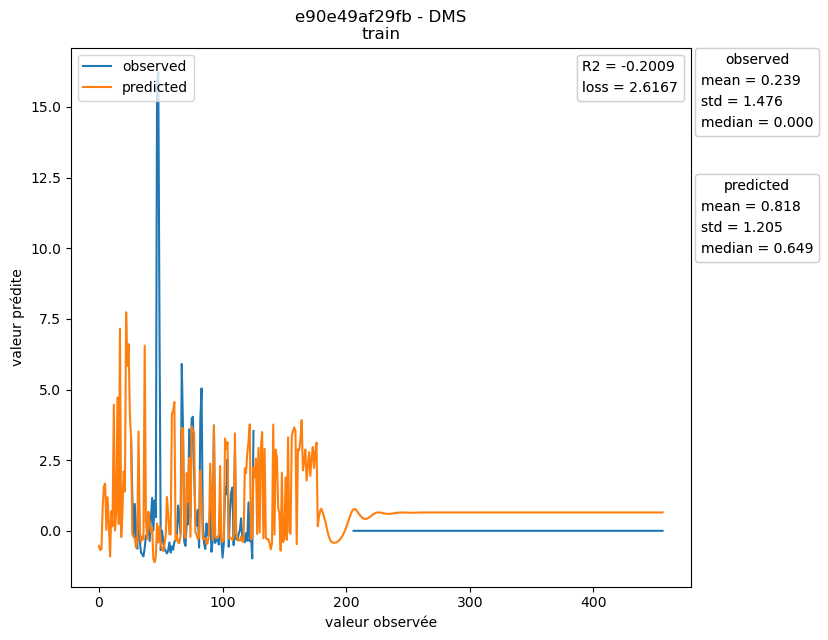 e90e49af29fb - DMS
train
observed
predicted
R2 = -0.2009
loss = 2.6167
observed
mean = 0.239
std = 1.476
median = 0.000
predicted
mean = 0.818
std = 1.205
median = 0.649
valeur prédite
15.0
12.5
10.0
7.5
5.0
2.5
0.0
0
100
200
300
400
valeur observée